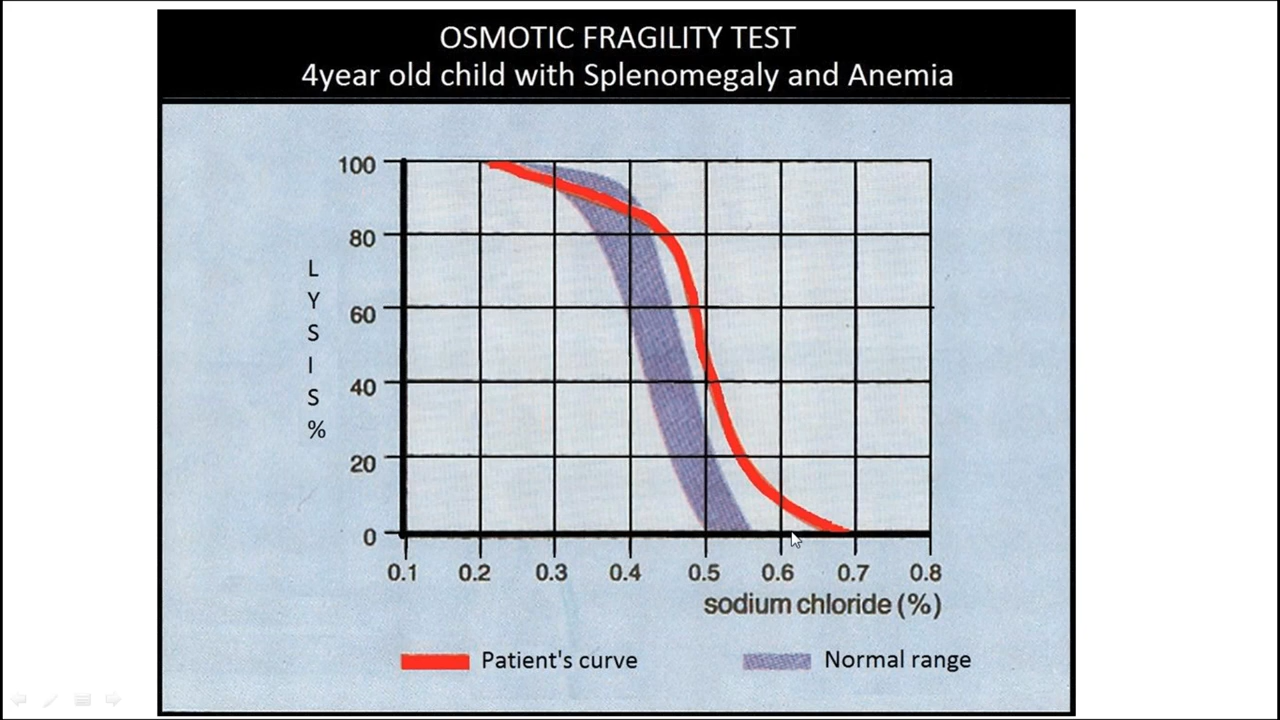 OSMOTIC FRAGILITY TEST
4year old child with Splenomegaly and Anemia
100
80
60
40
20
0
L
Y
S
I
S
%
0.1 0.2 0.3 0.4 0.5 0.6 0.7 0.8
sodium chloride (%)
Patient's curve
Normal range